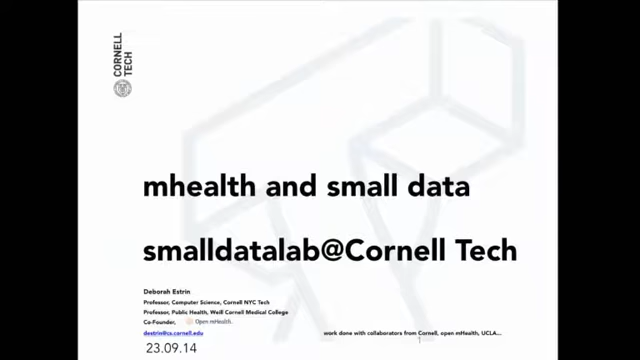 CORNELL
TECH
mhealth and small data
smalldatalab@Cornell Tech
Deborah Estrin
Professor, Computer Science, Cornell NYC Tech
Professor, Public Health, Weill Cornell Medical College
Co-Founder, Open mHealth
destrin@cs.cornell.edu
work done with collaborators from Cornell, open mHealth, UCLA...
1
23.09.14